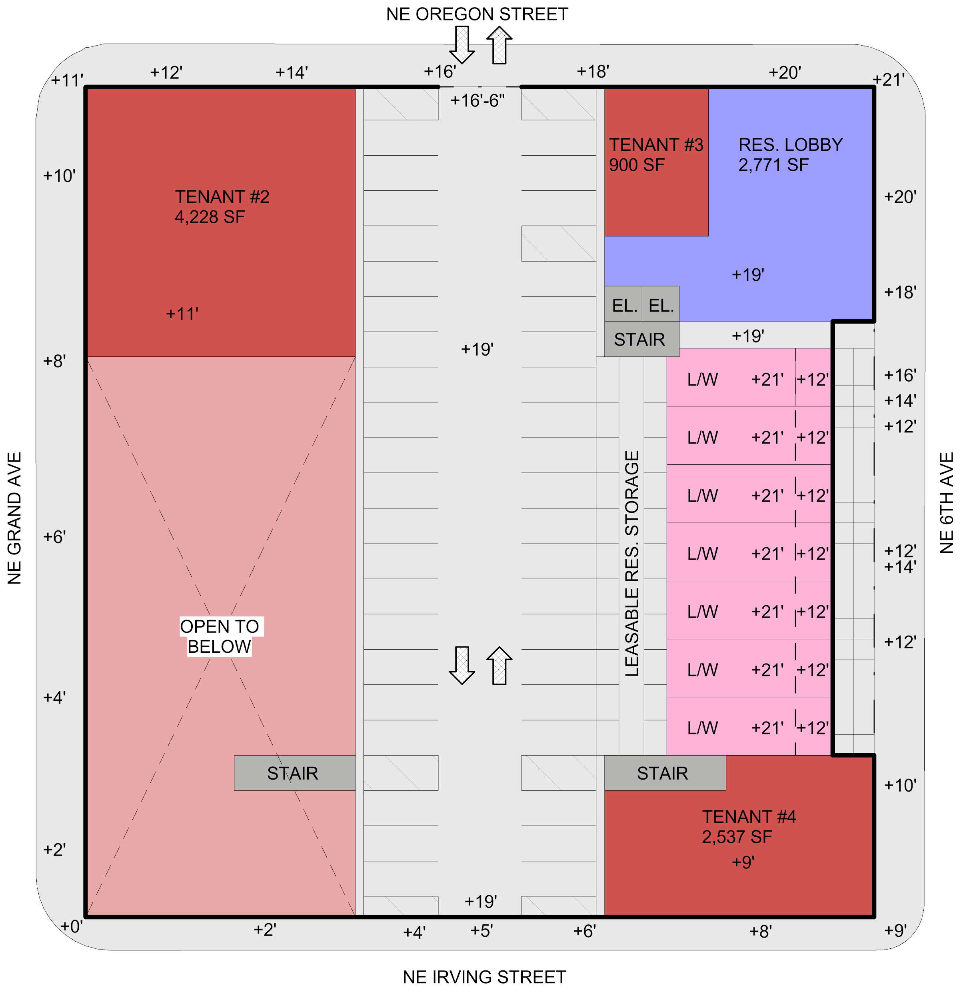 NE OREGON STREET
+11'
+12'
+14'
+16'
+18'
+20'
+21'
+16'-6"
TENANT #3
900 SF
RES. LOBBY
2,771 SF
+10'
TENANT #2
4,228 SF
+20'
+19'
+18'
+11'
EL.
EL.
STAIR
+19'
+19'
+8'
L/W +21' +12'
+16'
+14'
+12'
L/W +21' +12'
L/W +21' +12'
NE GRAND AVE
LEASABLE RES. STORAGE
NE 6TH AVE
+6'
L/W +21' +12'
+12'
+14'
L/W +21' +12'
OPEN TO
BELOW
+12'
L/W +21' +12'
+4'
L/W +21' +12'
STAIR
STAIR
+10'
TENANT #4
2,537 SF
+9'
+2'
+19'
+0'
+2'
+4'
+5'
+6'
+8'
+9'
NE IRVING STREET